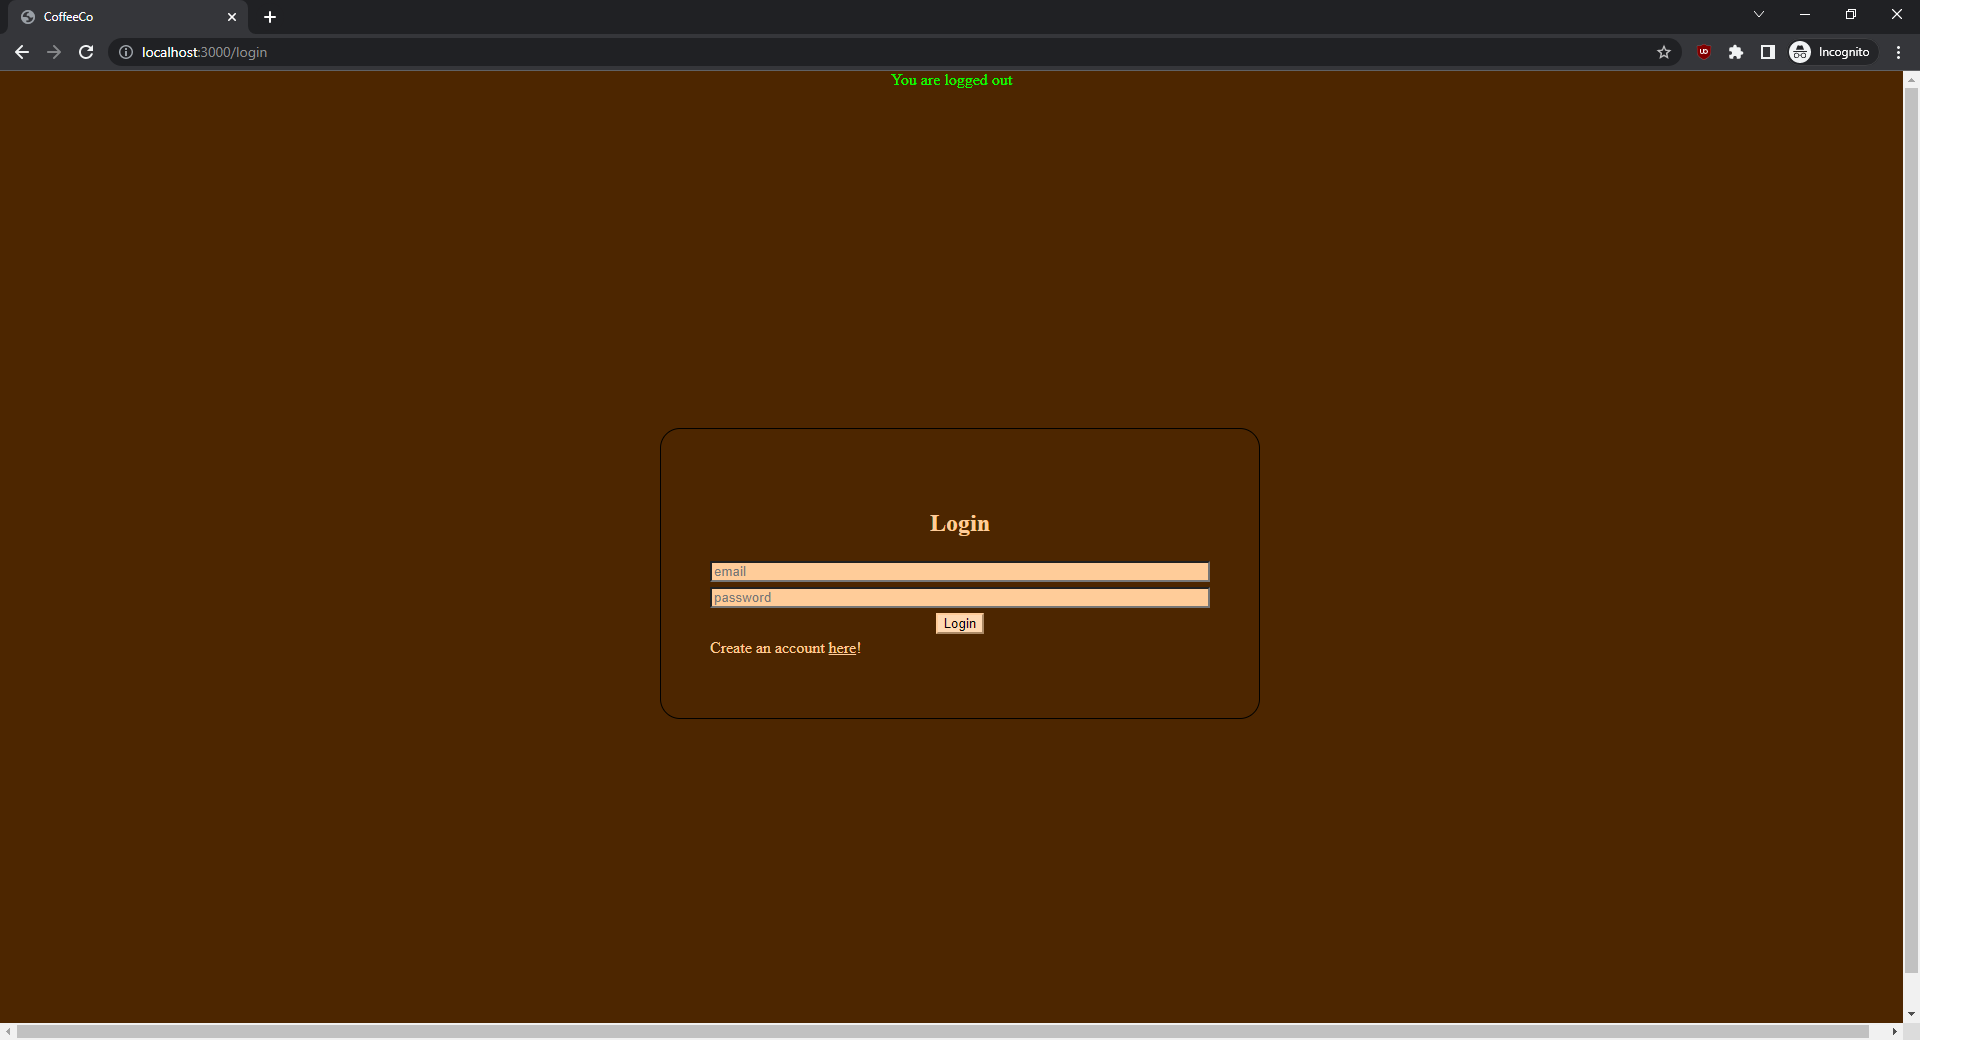 CoffeeCo
localhost:3000/login
Incognito
You are logged out
Login
email
password
Login
Create an account here!